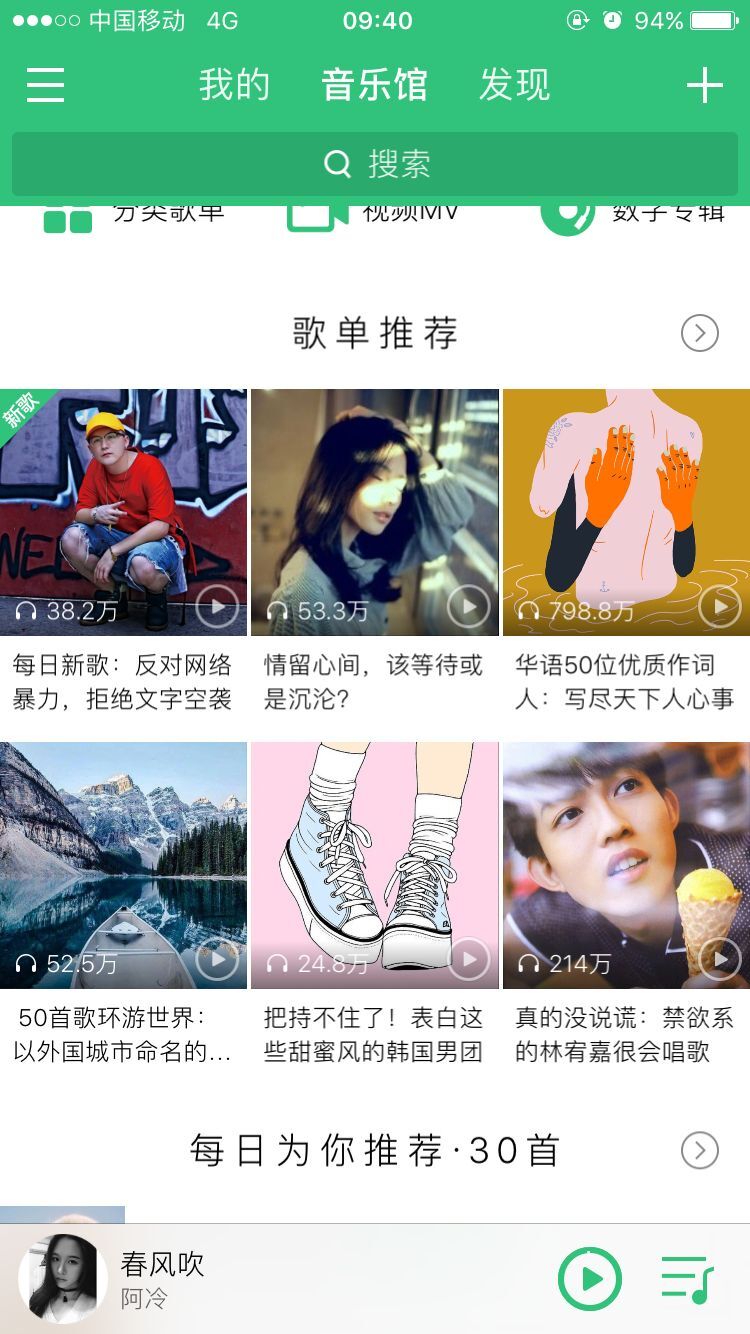 中国移动 4G 09:40 94%
我的 音乐馆 发现
搜索
分类歌单 视频MV 数字专辑
歌单推荐
新歌
38.2万 53.3万 798.8万
每日新歌：反对网络
暴力，拒绝文字空袭
情留心间，该等待或
是沉沦？
华语50位优质作词
人：写尽天下人心事
52.5万 24.8万 214万
50首歌环游世界：
以外国城市命名的...
把持不住了！表白这
些甜蜜风的韩国男团
真的没说谎：禁欲系
的林宥嘉很会唱歌
每日为你推荐·30首
春风吹
阿冷